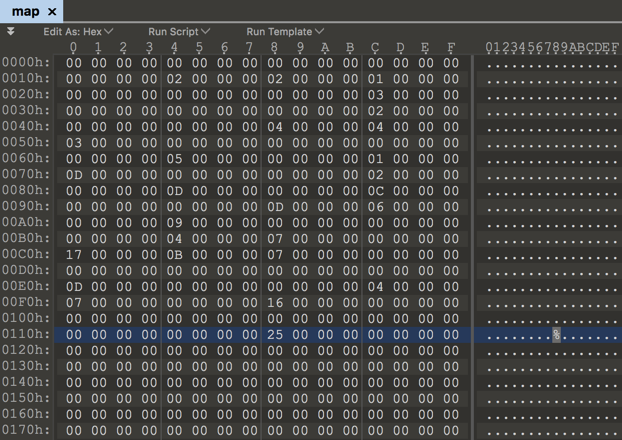 map ×
Edit As: Hex Run Script Run Template
0 1 2 3 4 5 6 7 8 9 A B C D E F 0123456789ABCDEF
0000h: 00 00 00 00 00 00 00 00 00 00 00 00 00 00 00 00 ................
0010h: 00 00 00 00 02 00 00 00 02 00 00 00 01 00 00 00 ................
0020h: 00 00 00 00 00 00 00 00 00 00 00 00 03 00 00 00 ................
0030h: 00 00 00 00 00 00 00 00 00 00 00 00 02 00 00 00 ................
0040h: 00 00 00 00 00 00 00 00 04 00 00 00 04 00 00 00 ................
0050h: 03 00 00 00 00 00 00 00 00 00 00 00 00 00 00 00 ................
0060h: 00 00 00 00 05 00 00 00 00 00 00 00 01 00 00 00 ................
0070h: 0D 00 00 00 00 00 00 00 00 00 00 00 02 00 00 00 ................
0080h: 00 00 00 00 0D 00 00 00 00 00 00 00 0C 00 00 00 ................
0090h: 00 00 00 00 00 00 00 00 0D 00 00 00 06 00 00 00 ................
00A0h: 00 00 00 00 09 00 00 00 00 00 00 00 00 00 00 00 ................
00B0h: 00 00 00 00 04 00 00 00 07 00 00 00 00 00 00 00 ................
00C0h: 17 00 00 00 0B 00 00 00 07 00 00 00 00 00 00 00 ................
00D0h: 00 00 00 00 00 00 00 00 00 00 00 00 00 00 00 00 ................
00E0h: 0D 00 00 00 00 00 00 00 00 00 00 00 04 00 00 00 ................
00F0h: 07 00 00 00 00 00 00 00 16 00 00 00 00 00 00 00 ................
0100h: 00 00 00 00 00 00 00 00 00 00 00 00 00 00 00 00 ................
0110h: 00 00 00 00 00 00 00 00 25 00 00 00 00 00 00 00 ........%.......
0120h: 00 00 00 00 00 00 00 00 00 00 00 00 00 00 00 00 ................
0130h: 00 00 00 00 00 00 00 00 00 00 00 00 00 00 00 00 ................
0140h: 00 00 00 00 00 00 00 00 00 00 00 00 00 00 00 00 ................
0150h: 00 00 00 00 00 00 00 00 00 00 00 00 00 00 00 00 ................
0160h: 00 00 00 00 00 00 00 00 00 00 00 00 00 00 00 00 ................
0170h: 00 00 00 00 00 00 00 00 00 00 00 00 00 00 00 00 ................